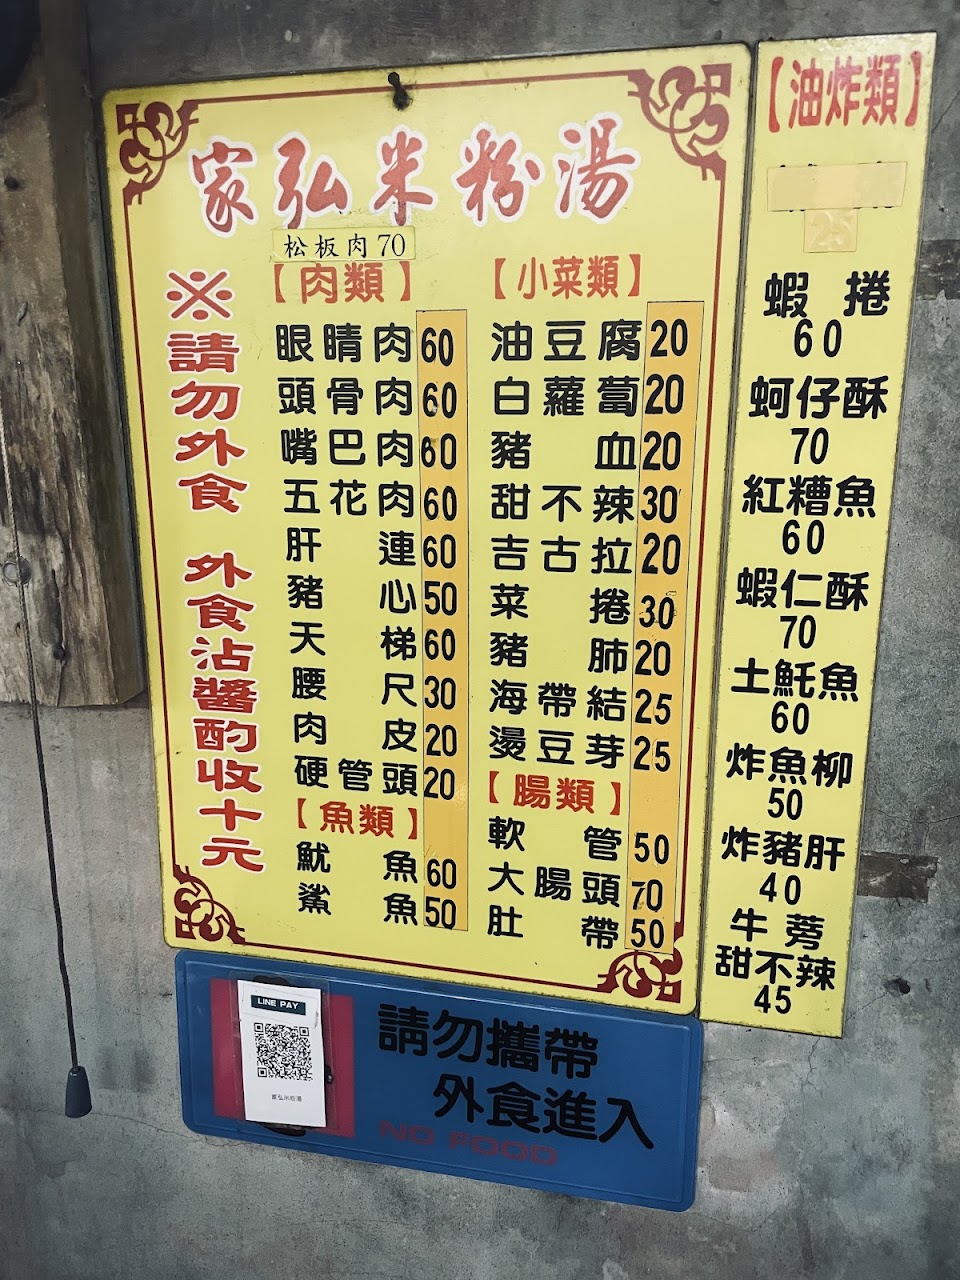 家弘米粉湯
松板肉70
※請勿外食 外食沾醬酌收十元
【肉類】
眼睛肉60
頭骨肉60
嘴巴肉60
五花肉60
肝連60
豬心50
天梯60
腰尺30
肉皮20
硬管頭20
【魚類】
魷魚60
鯊魚50
【小菜類】
油豆腐20
白蘿蔔20
豬血20
甜不辣30
吉古拉20
菜捲30
豬肺20
海帶結25
燙豆芽25
【腸類】
軟管50
大腸頭70
肚帶50
【油炸類】
25
蝦捲
60
蚵仔酥
70
紅糟魚
60
蝦仁酥
70
土魠魚
60
炸魚柳
50
炸豬肝
40
牛蒡
甜不辣
45
LINE PAY
家弘米粉湯
請勿攜帶
外食進入
NO FOOD